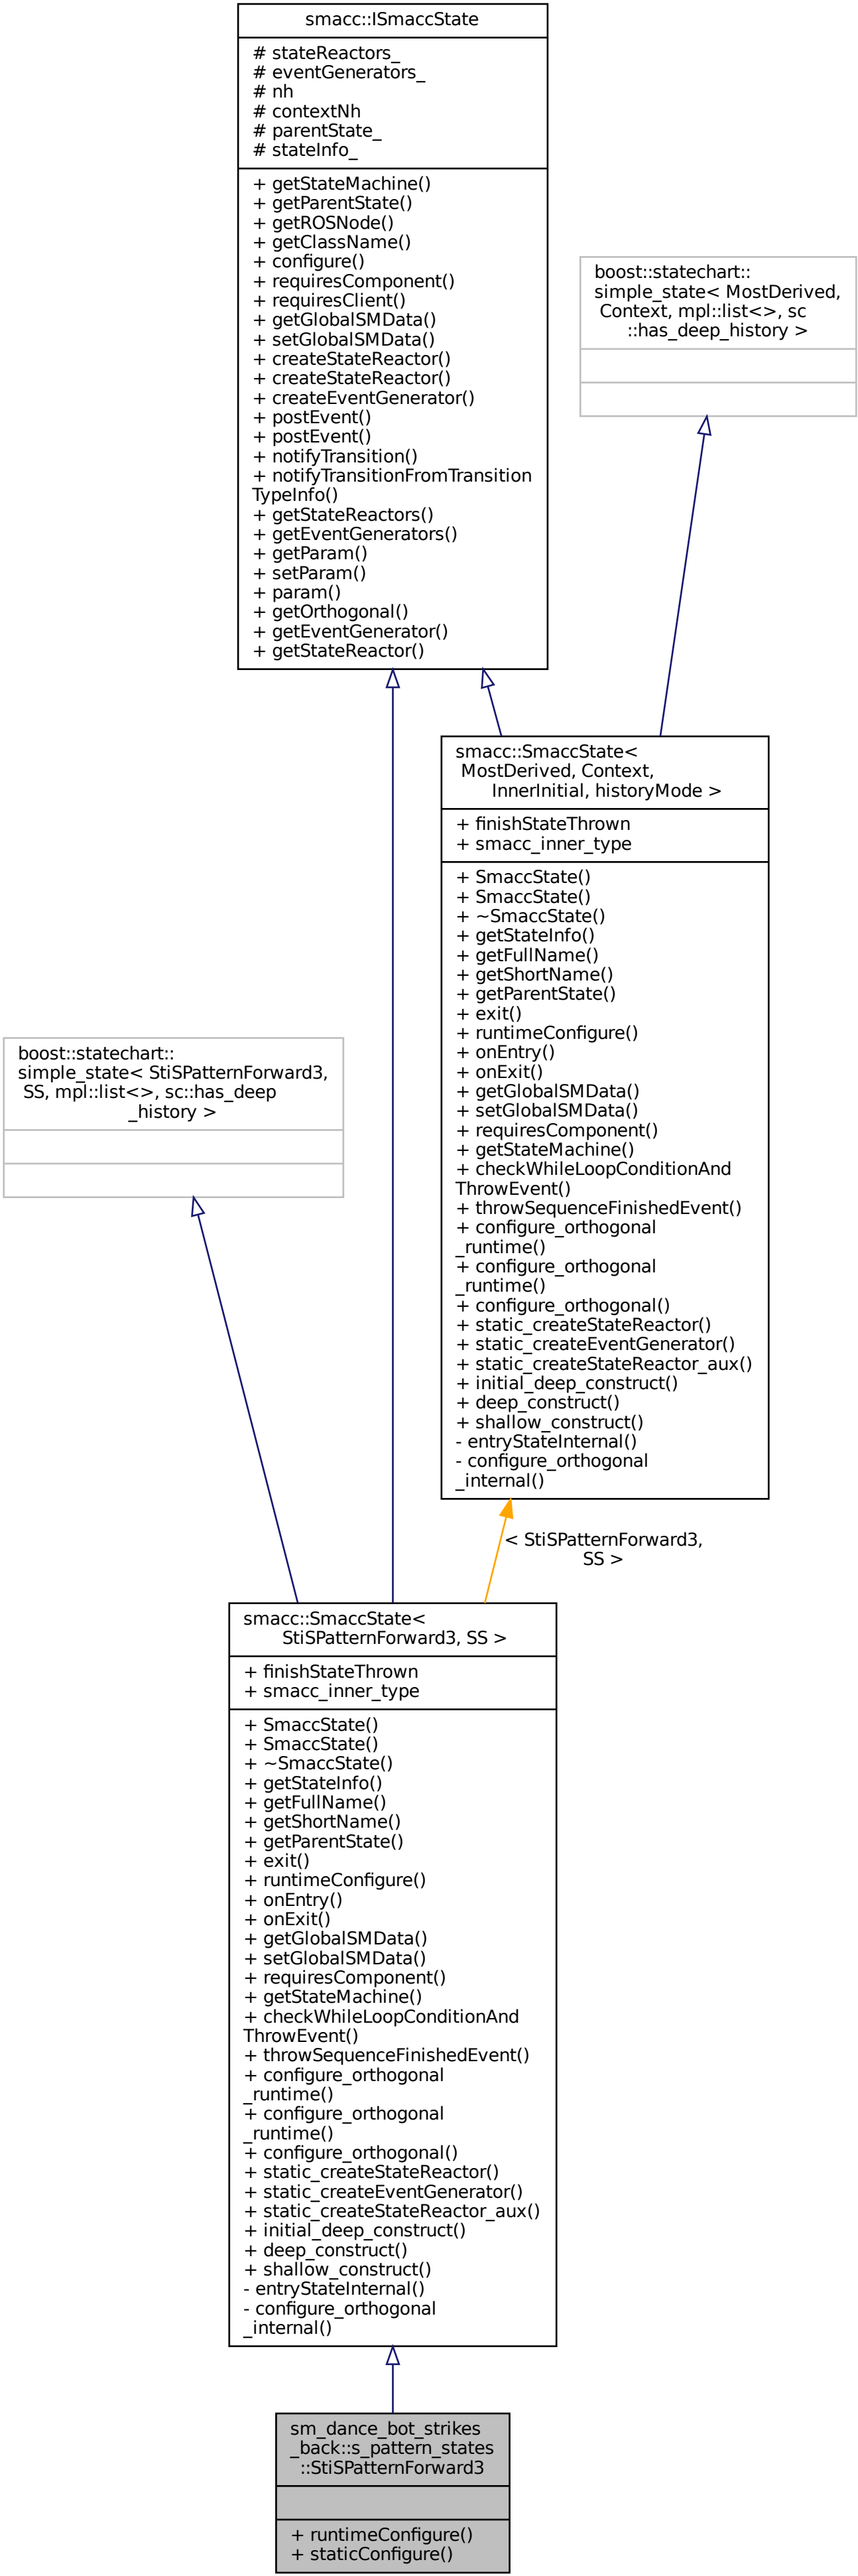 smacc::ISmaccState
# stateReactors_
# eventGenerators_
# nh
# contextNh
# parentState_
# stateInfo_
+ getStateMachine()
+ getParentState()
+ getROSNode()
+ getClassName()
+ configure()
+ requiresComponent()
+ requiresClient()
+ getGlobalSMData()
+ setGlobalSMData()
+ createStateReactor()
+ createStateReactor()
+ createEventGenerator()
+ postEvent()
+ postEvent()
+ notifyTransition()
+ notifyTransitionFromTransition
TypeInfo()
+ getStateReactors()
+ getEventGenerators()
+ getParam()
+ setParam()
+ param()
+ getOrthogonal()
+ getEventGenerator()
+ getStateReactor()
boost::statechart::
simple_state< MostDerived,
Context, mpl::list<>, sc
::has_deep_history >
smacc::SmaccState<
MostDerived, Context,
InnerInitial, historyMode >
+ finishStateThrown
+ smacc_inner_type
+ SmaccState()
+ SmaccState()
+ ~SmaccState()
+ getStateInfo()
+ getFullName()
+ getShortName()
+ getParentState()
+ exit()
+ runtimeConfigure()
+ onEntry()
+ onExit()
+ getGlobalSMData()
+ setGlobalSMData()
+ requiresComponent()
+ getStateMachine()
+ checkWhileLoopConditionAnd
ThrowEvent()
+ throwSequenceFinishedEvent()
+ configure_orthogonal
_runtime()
+ configure_orthogonal
_runtime()
+ configure_orthogonal()
+ static_createStateReactor()
+ static_createEventGenerator()
+ static_createStateReactor_aux()
+ initial_deep_construct()
+ deep_construct()
+ shallow_construct()
- entryStateInternal()
- configure_orthogonal
_internal()
boost::statechart::
simple_state< StiSPatternForward3,
SS, mpl::list<>, sc::has_deep
_history >
< StiSPatternForward3,
SS >
smacc::SmaccState<
StiSPatternForward3, SS >
+ finishStateThrown
+ smacc_inner_type
+ SmaccState()
+ SmaccState()
+ ~SmaccState()
+ getStateInfo()
+ getFullName()
+ getShortName()
+ getParentState()
+ exit()
+ runtimeConfigure()
+ onEntry()
+ onExit()
+ getGlobalSMData()
+ setGlobalSMData()
+ requiresComponent()
+ getStateMachine()
+ checkWhileLoopConditionAnd
ThrowEvent()
+ throwSequenceFinishedEvent()
+ configure_orthogonal
_runtime()
+ configure_orthogonal
_runtime()
+ configure_orthogonal()
+ static_createStateReactor()
+ static_createEventGenerator()
+ static_createStateReactor_aux()
+ initial_deep_construct()
+ deep_construct()
+ shallow_construct()
- entryStateInternal()
- configure_orthogonal
_internal()
sm_dance_bot_strikes
_back::s_pattern_states
::StiSPatternForward3
+ runtimeConfigure()
+ staticConfigure()